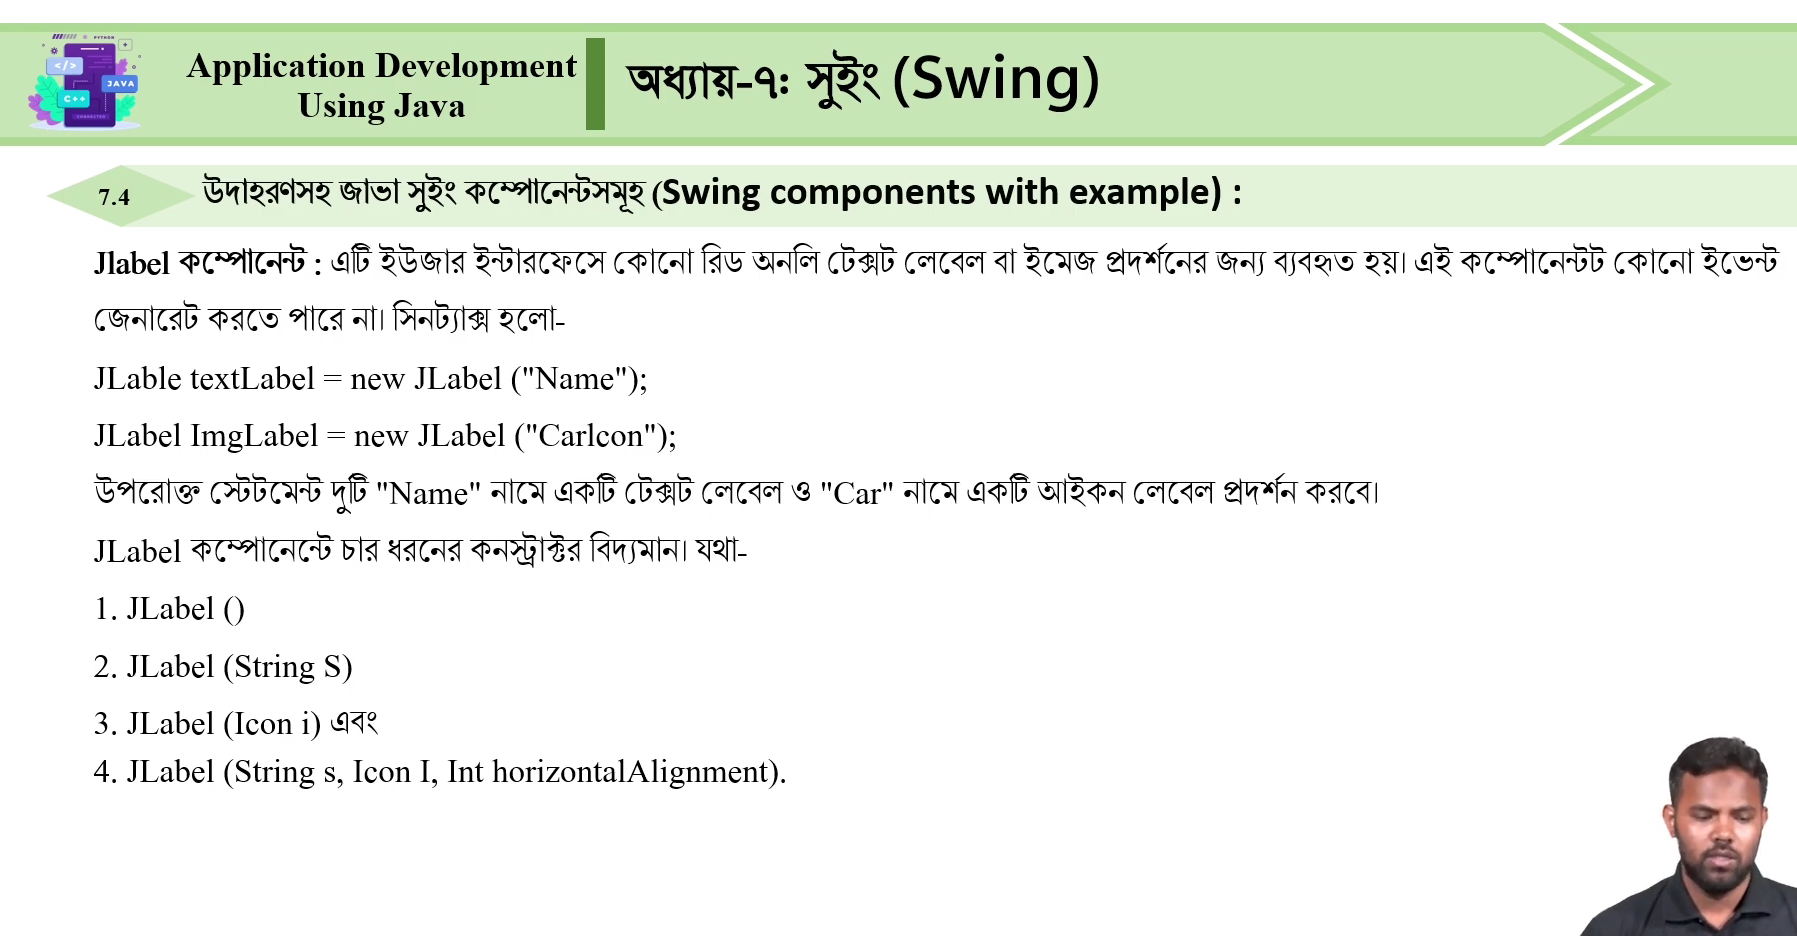 PYTHON
</>
JAVA
C++
CONNECTED
Application Development
Using Java
অধ্যায়-৭: সুইং (Swing)
7.4
উদাহরণসহ জাভা সুইং কম্পোনেন্টসমূহ (Swing components with example) :
Jlabel কম্পোনেন্ট : এটি ইউজার ইন্টারফেসে কোনো রিড অনলি টেক্সট লেবেল বা ইমেজ প্রদর্শনের জন্য ব্যবহৃত হয়। এই কম্পোনেন্টট কোনো ইভেন্ট
জেনারেট করতে পারে না। সিনট্যাক্স হলো-
JLable textLabel = new JLabel ("Name");
JLabel ImgLabel = new JLabel ("Carlcon");
উপরোক্ত স্টেটমেন্ট দুটি "Name" নামে একটি টেক্সট লেবেল ও "Car" নামে একটি আইকন লেবেল প্রদর্শন করবে।
JLabel কম্পোনেন্টে চার ধরনের কনস্ট্রাক্টর বিদ্যমান। যথা-
1. JLabel ()
2. JLabel (String S)
3. JLabel (Icon i) এবং
4. JLabel (String s, Icon I, Int horizontalAlignment).